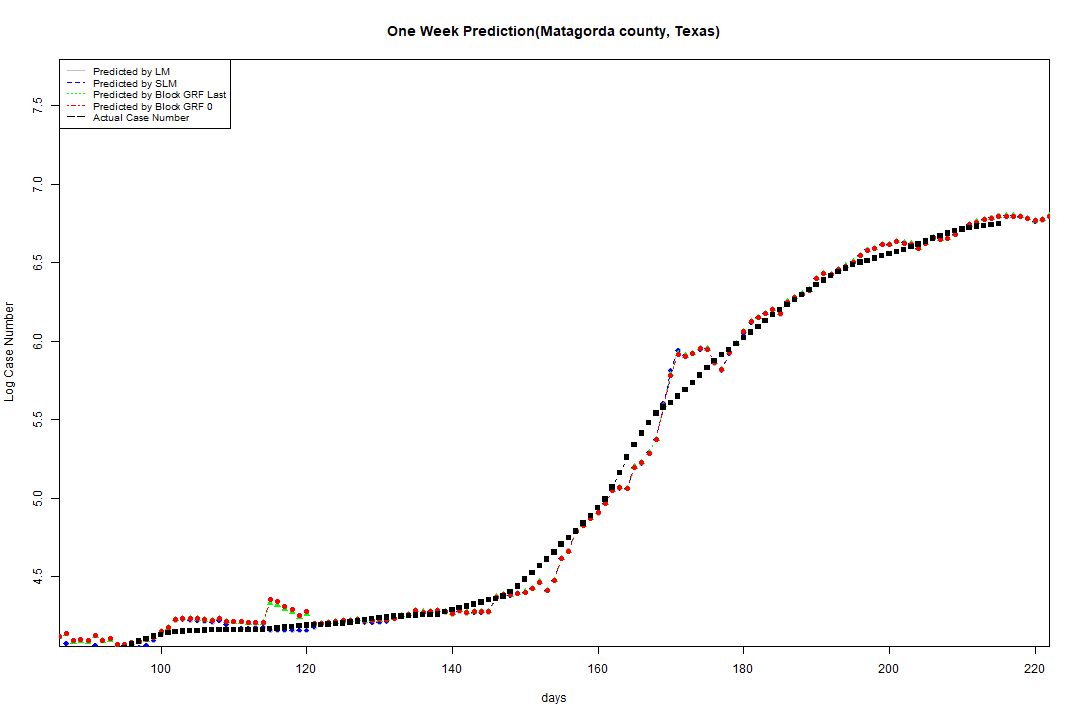 One Week Prediction(Matagorda county, Texas)
Predicted by LM
Predicted by SLM
Predicted by Block GRF Last
Predicted by Block GRF 0
Actual Case Number
7.5
7.0
6.5
6.0
5.5
5.0
4.5
Log Case Number
100 120 140 160 180 200 220
days